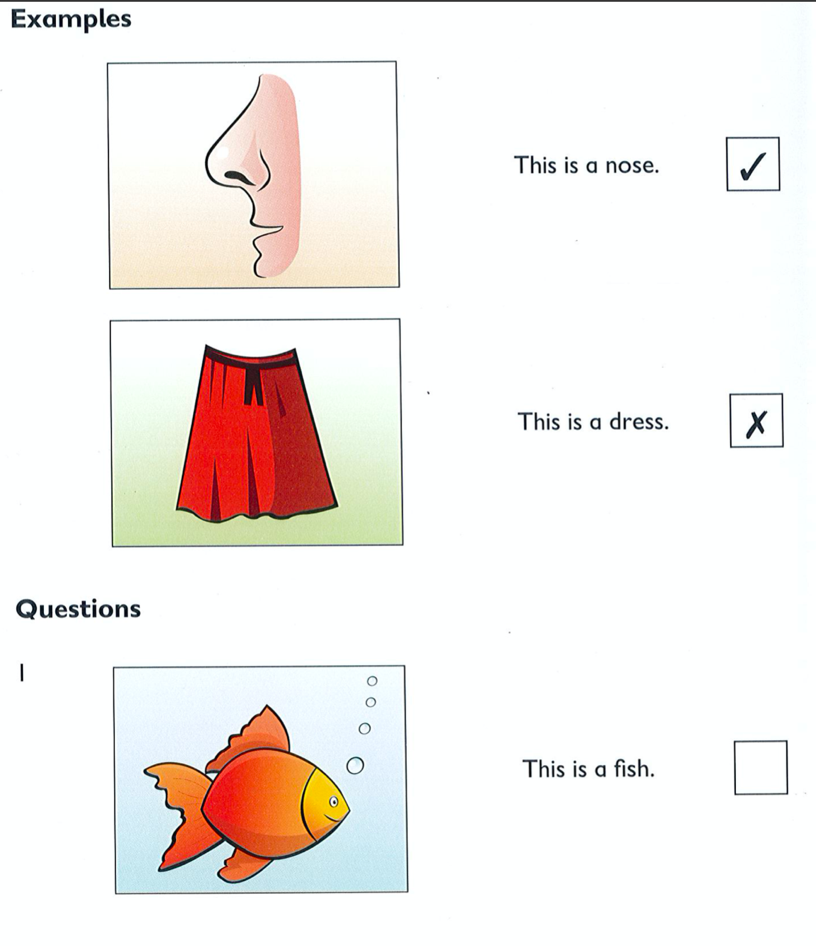 Examples
This is a nose. ✓
This is a dress. ✗
Questions
1
This is a fish.